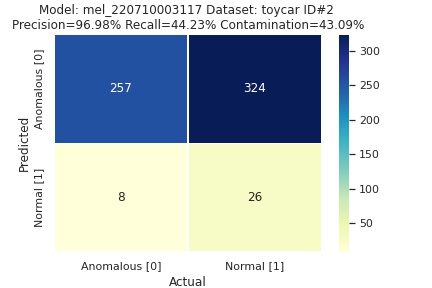 Model: mel_220710003117 Dataset: toycar ID#2
Precision=96.98% Recall=44.23% Contamination=43.09%
Predicted
Anomalous [0]
Normal [1]
257
324
8
26
Anomalous [0]
Normal [1]
Actual
300
250
200
150
100
50